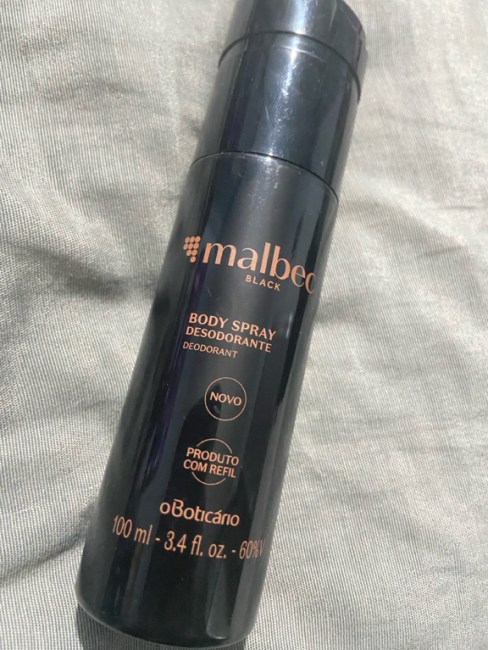 malbec
BLACK
BODY SPRAY
DESODORANTE
DEODORANT
NOVO
PRODUTO
COM REFIL
oBoticário
100 ml - 3.4 fl. oz. - 60%V